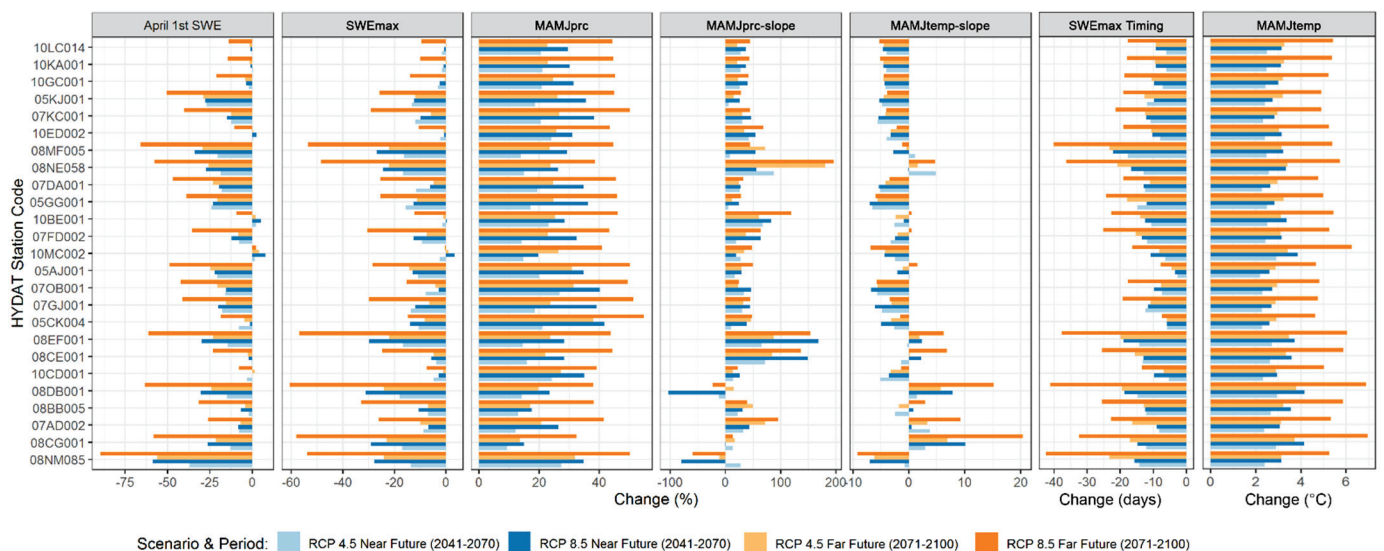 April 1st SWE
SWEmax
MAMJprc
MAMJprc-slope
MAMJtemp-slope
SWEmax Timing
MAMJtemp
HYDAT Station Code
10LC014
10KA001
10GC001
05KJ001
07KC001
10ED002
08MF005
08NE058
07DA001
05GG001
10BE001
07FD002
10MC002
05AJ001
07OB001
07GJ001
05CK004
08EF001
08CE001
10CD001
08DB001
08BB005
07AD002
08CG001
08NM085
-75 -50 -25 0
-60 -40 -20 0
0 20 40
-100 0 100 200
-10 0 10 20
-40 -30 -20 -10 0
0 2 4 6
Change (%)
Change (days)
Change (°C)
Scenario & Period:
RCP 4.5 Near Future (2041-2070)
RCP 8.5 Near Future (2041-2070)
RCP 4.5 Far Future (2071-2100)
RCP 8.5 Far Future (2071-2100)